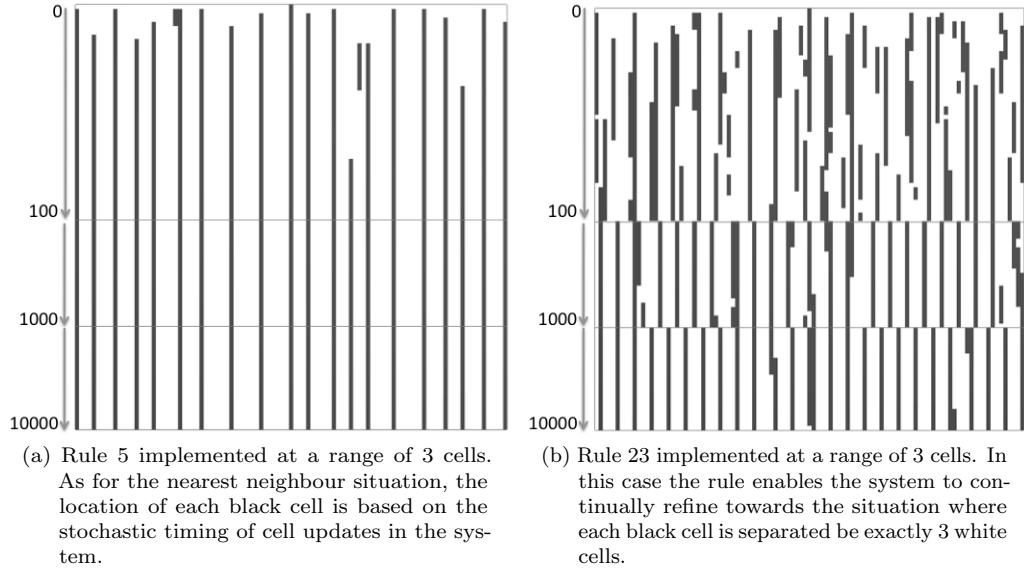 0
100
1000
10000
0
100
1000
10000
(a) Rule 5 implemented at a range of 3 cells.
As for the nearest neighbour situation, the
location of each black cell is based on the
stochastic timing of cell updates in the sys-
tem.
(b) Rule 23 implemented at a range of 3 cells. In
this case the rule enables the system to con-
tinually refine towards the situation where
each black cell is separated be exactly 3 white
cells.